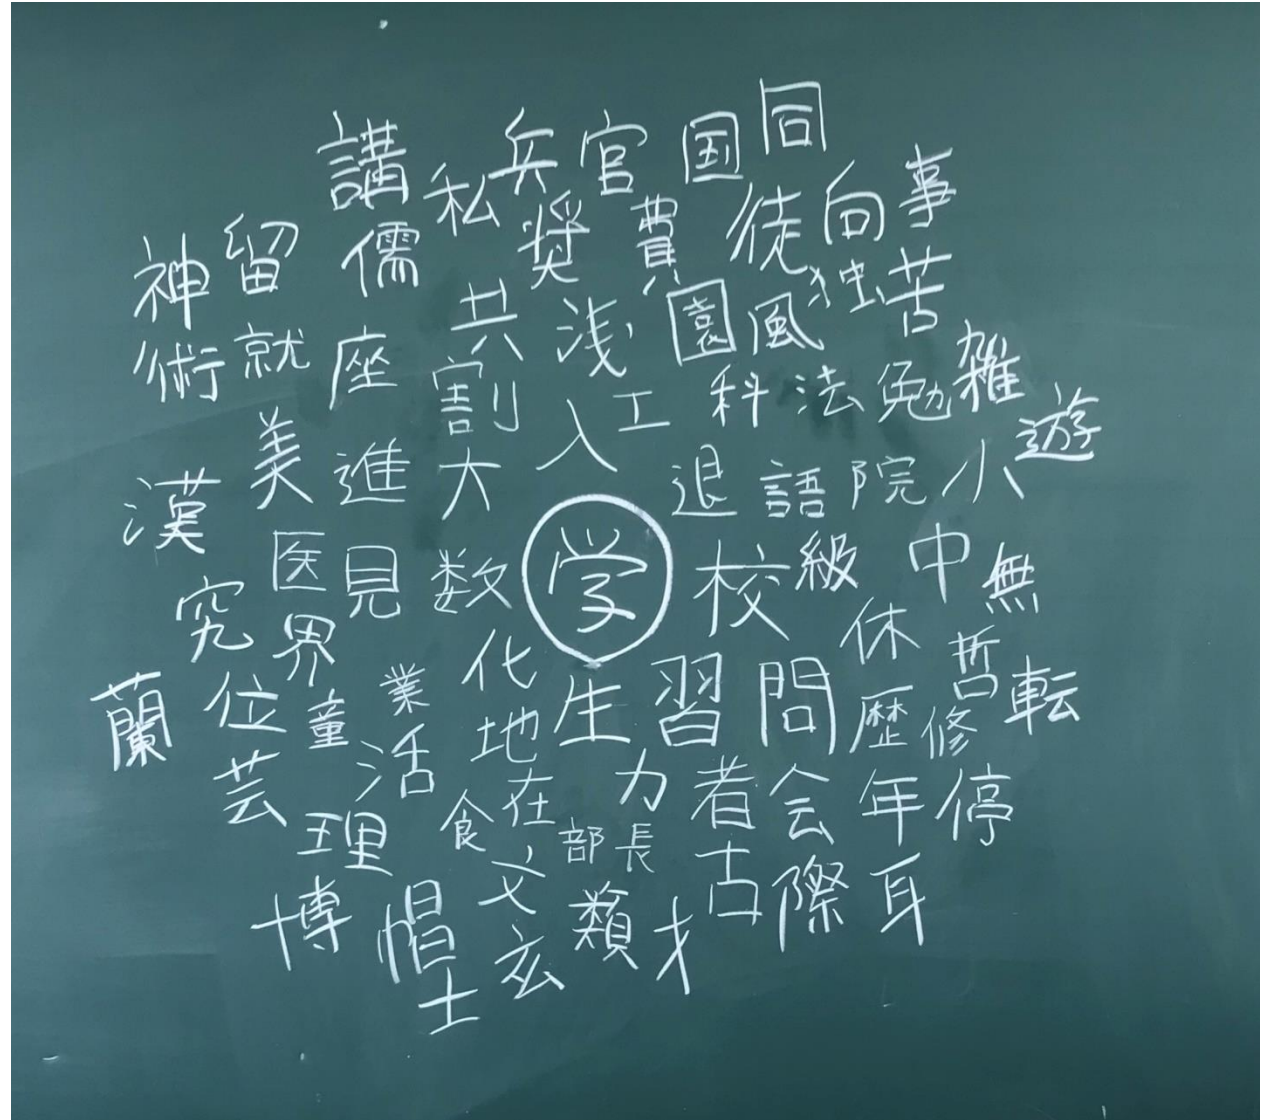 講 私 兵 官 国 同
神 留 儒 奨 費 徒 向 事
術 就 座 共 浅 園 風 独 苦
美 割 入 工 科 法 勉 雑 遊
漢 進 大 退 語 院 小
究 医 見 数 学 校 級 中 無
界 化 休 哲
蘭 位 童 業 地 生 習 問 歴 修 転
芸 活 在 力 者 会 年 停
理 食 部 長
博 帽 文 類 才 古 際 耳
士 玄